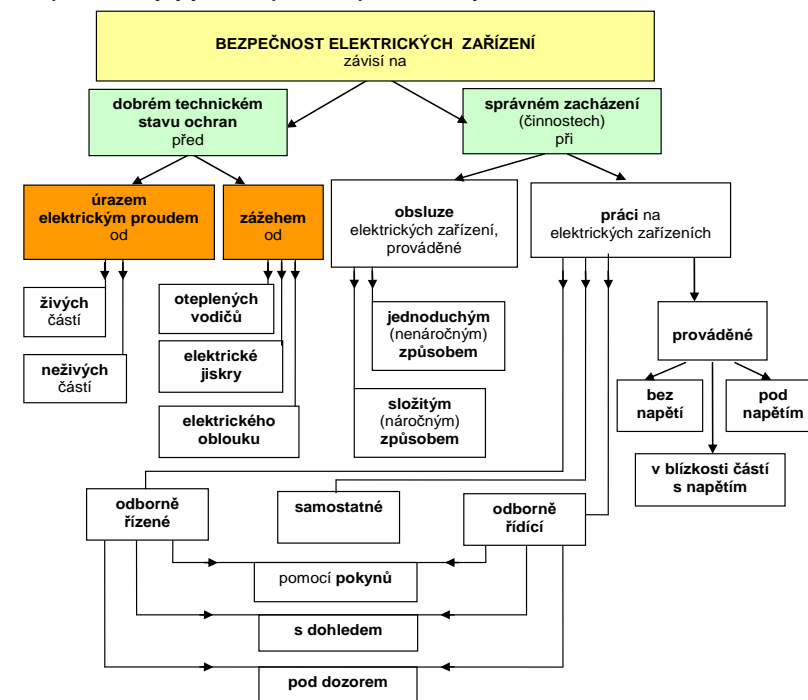 BEZPEČNOST ELEKTRICKÝCH ZAŘÍZENÍ
závisí na
dobrém technickém
stavu ochran
před
správném zacházení
(činnostech)
při
úrazem
elektrickým proudem
od
zážehem
od
obsluze
elektrických zařízení,
prováděné
práci na
elektrických zařízeních
živých
částí
neživých
částí
oteplených
vodičů
elektrické
jiskry
elektrického
oblouku
jednoduchým
(nenáročným)
způsobem
složitým
(náročným)
způsobem
prováděné
bez
napětí
pod
napětím
v blízkosti částí
s napětím
odborně
řízené
samostatné
odborně
řídící
pomocí pokynů
s dohledem
pod dozorem